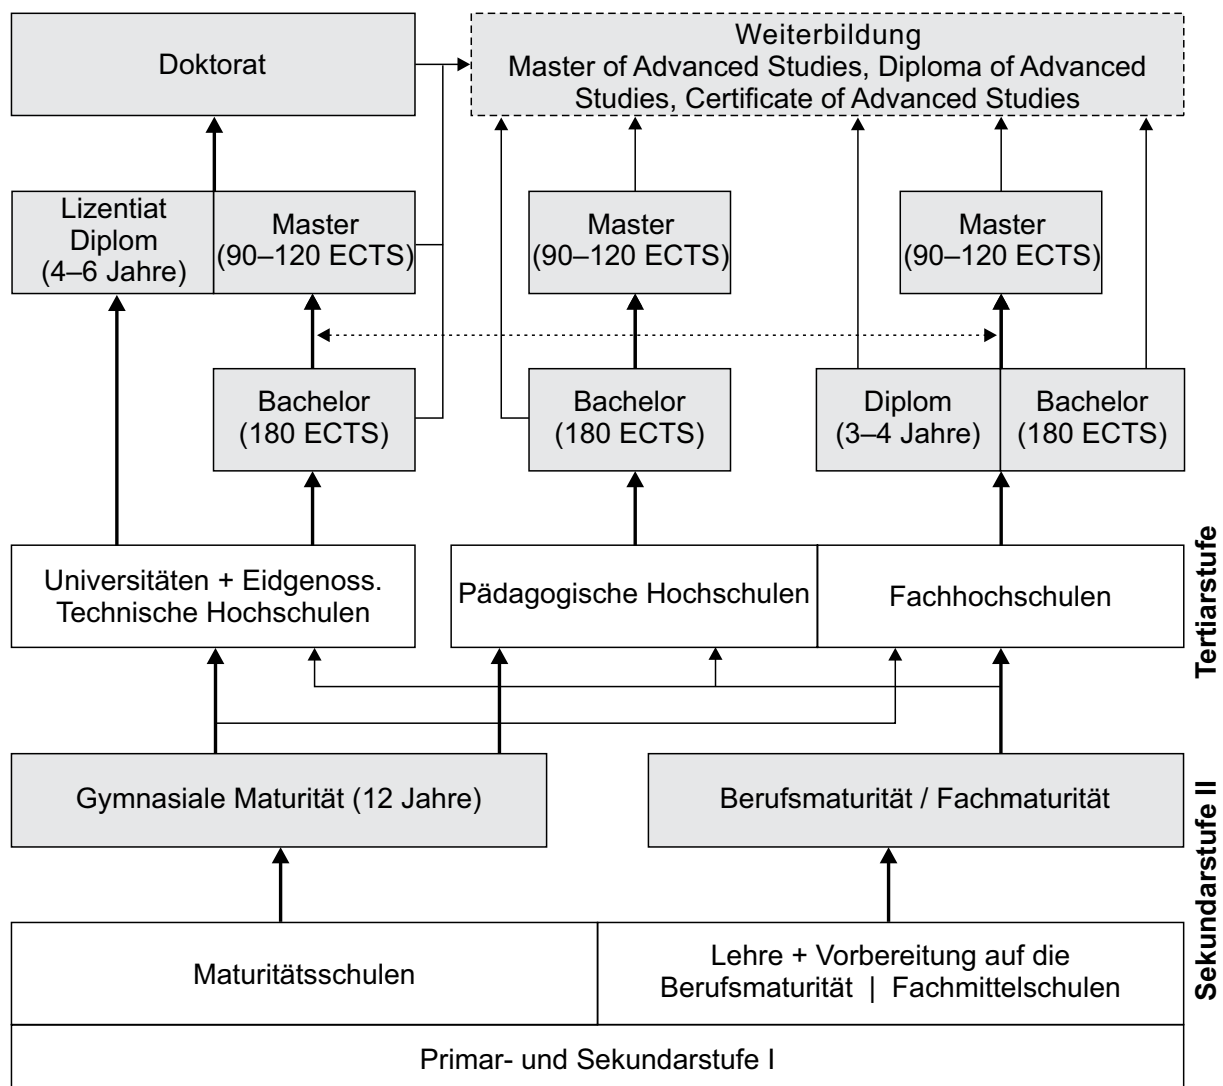 Doktorat
Weiterbildung
Master of Advanced Studies, Diploma of Advanced
Studies, Certificate of Advanced Studies
Lizentiat
Diplom
(4–6 Jahre)
Master
(90–120 ECTS)
Master
(90–120 ECTS)
Master
(90–120 ECTS)
Bachelor
(180 ECTS)
Bachelor
(180 ECTS)
Diplom
(3–4 Jahre)
Bachelor
(180 ECTS)
Universitäten + Eidgenoss.
Technische Hochschulen
Pädagogische Hochschulen
Fachhochschulen
Tertiarstufe
Gymnasiale Maturität (12 Jahre)
Berufsmaturität / Fachmaturität
Sekundarstufe II
Maturitätsschulen
Lehre + Vorbereitung auf die
Berufsmaturität | Fachmittelschulen
Primar- und Sekundarstufe I